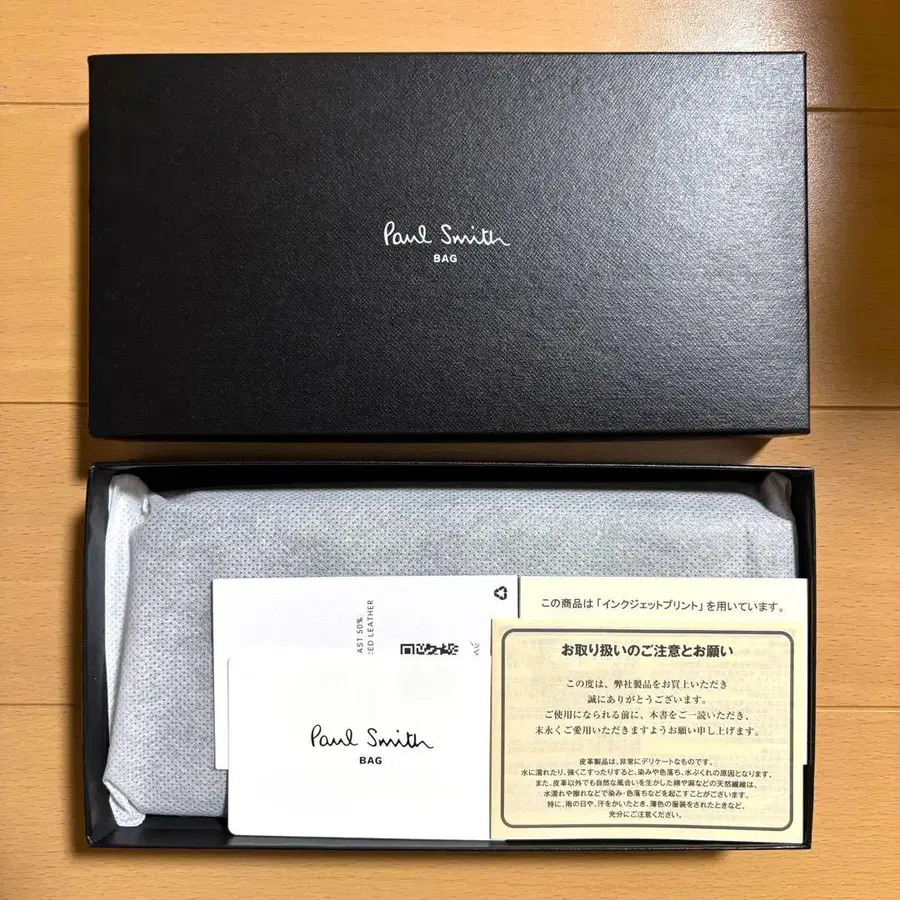 Paul Smith
BAG
AST 50%
CED LEATHER
この商品は「インクジェットプリント」を用いています。
お取り扱いのご注意とお願い
この度は、弊社製品をお買上いただき
誠にありがとうございます。
ご使用になられる前に、本書をご一読いただき、
末永くご愛用いただきますようお願い申し上げます。
皮革製品は、非常にデリケートなものです。
水に濡れたり、強くこすったりすると、染みや色落ち、水ぶくれの原因となります。
また、皮革以外でも自然な風合いを生かした綿や麻などの天然繊維は、
水濡れや擦れなどで染み・色落ちなどを起こすことがございます。
特に、雨の日や、汗をかいたとき、薄色の服装をされたときなど、
充分にご注意ください。
Paul Smith
BAG